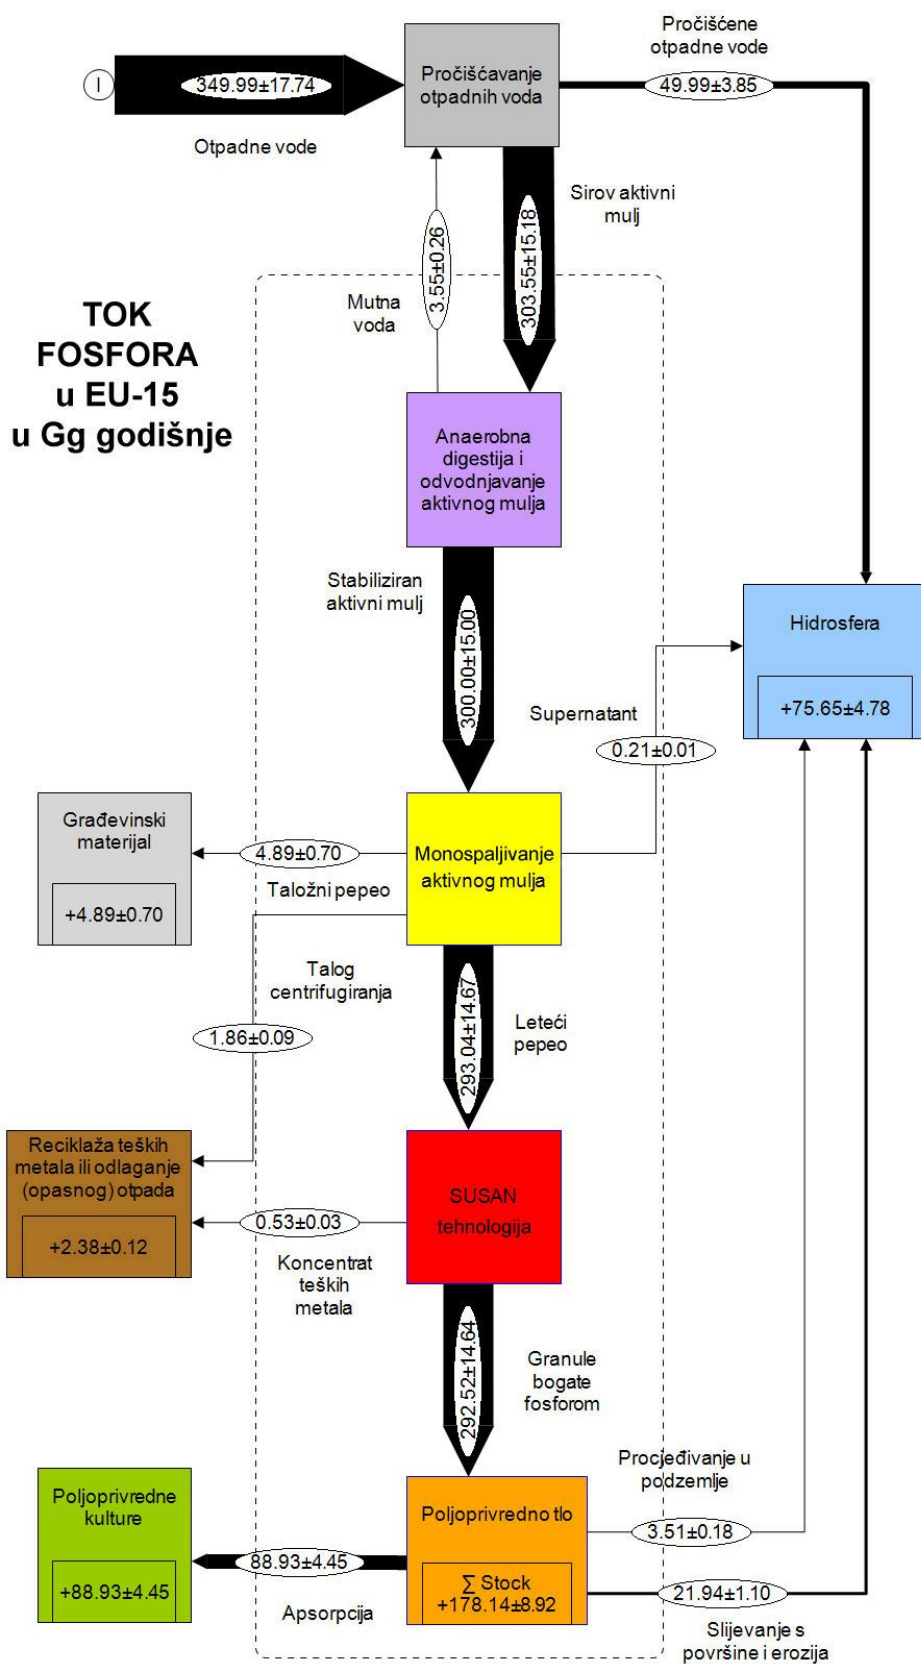 I
349.99±17.74
Otpadne vode
Pročišćavanje
otpadnih voda
Pročišćene
otpadne vode
49.99±3.85
Sirov aktivni
mulj
303.55±15.18
3.55±0.26
Mutna
voda
TOK
FOSFORA
u EU-15
u Gg godišnje
Anaerobna
digestija i
odvodnjavanje
aktivnog mulja
Stabiliziran
aktivni mulj
300.00±15.00
Hidrosfera
+75.65±4.78
Supernatant
0.21±0.01
Građevinski
materijal
+4.89±0.70
4.89±0.70
Taložni pepeo
Monospaljivanje
aktivnog mulja
Talog
centrifugiranja
1.86±0.09
293.04±14.67
Leteći
pepeo
Reciklaža teških
metala ili odlaganje
(opasnog) otpada
+2.38±0.12
0.53±0.03
Koncentrat
teških
metala
SUSAN
tehnologija
292.52±14.64
Granule
bogate
fosforom
Poljoprivredne
kulture
+88.93±4.45
88.93±4.45
Apsorpcija
Poljoprivredno tlo
∑ Stock
+178.14±8.92
Procjeđivanje u
podzemlje
3.51±0.18
21.94±1.10
Slijevanje s
površine i erozija